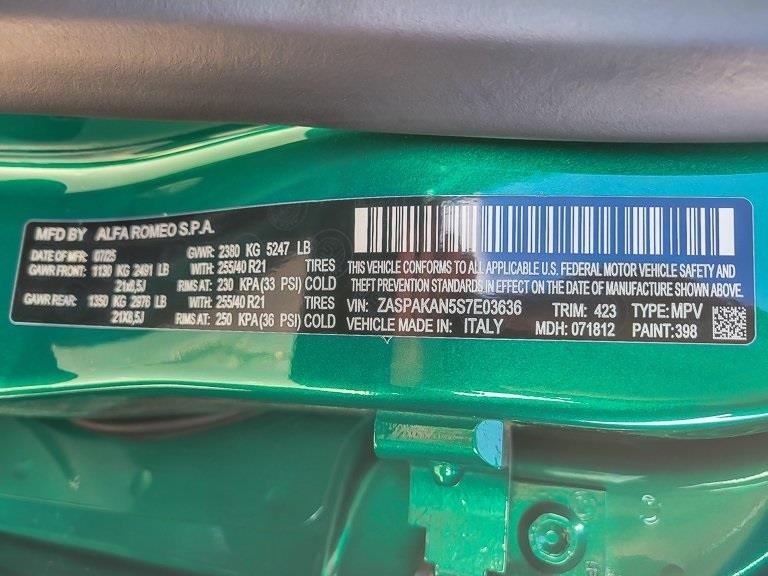 MFD BY ALFA ROMEO S.P.A.
DATE OF MFR: 07/25 GVWR: 2380 KG 5247 LB
GAWR FRONT: 1130 KG 2491 LB WITH: 255/40 R21 TIRES
21x8,5J RIMS AT: 230 KPA(33 PSI) COLD
GAWR REAR: 1350 KG 2976 LB WITH: 255/40 R21 TIRES
21X8,5J RIMS AT: 250 KPA(36 PSI) COLD
THIS VEHICLE CONFORMS TO ALL APPLICABLE U.S. FEDERAL MOTOR VEHICLE SAFETY AND
THEFT PREVENTION STANDARDS IN EFFECT ON THE DATE OF MANUFACTURE SHOWN ABOVE.
VIN: ZASPAKAN5S7E03636 TRIM: 423 TYPE: MPV
VEHICLE MADE IN: ITALY MDH: 071812 PAINT: 398